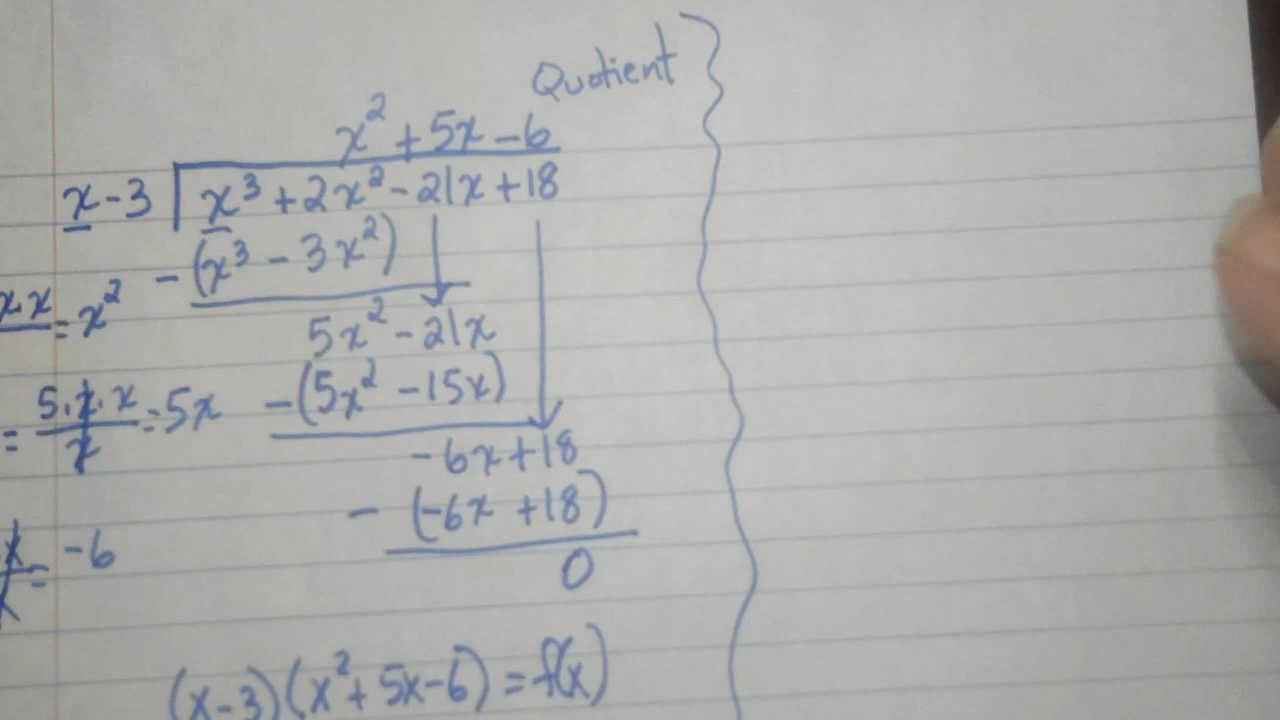 Quotient
x² + 5x - 6
x - 3 x³ + 2x² - 21x + 18
- (x³ - 3x²)
x·x = x²
5x² - 21x
= 5·x·x / x = 5x - (5x² - 15x)
-6x + 18
- (-6x + 18)
x / x = -6
0
(x-3)(x² + 5x - 6) = f(x)